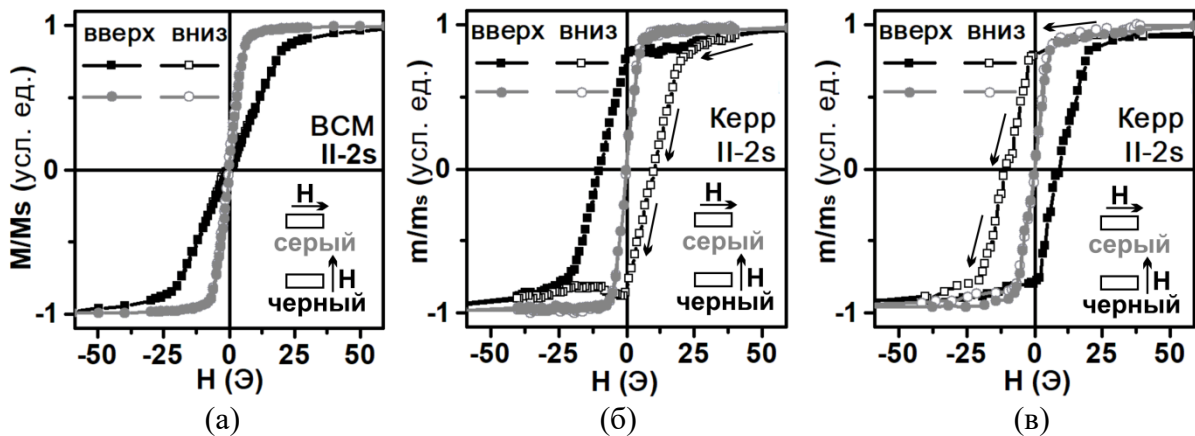 вверх вниз
1
M/Ms (усл. ед.)
ВСМ
II-2s
0
H
серый
H
черный
-1
-50 -25 0 25 50
H (Э)
(а)
вверх вниз
1
m/ms (усл. ед.)
Керр
II-2s
0
H
серый
H
черный
-1
-50 -25 0 25 50
H (Э)
(б)
вверх вниз
1
m/ms (усл. ед.)
Керр
II-2s
0
H
серый
H
черный
-1
-50 -25 0 25 50
H (Э)
(в)